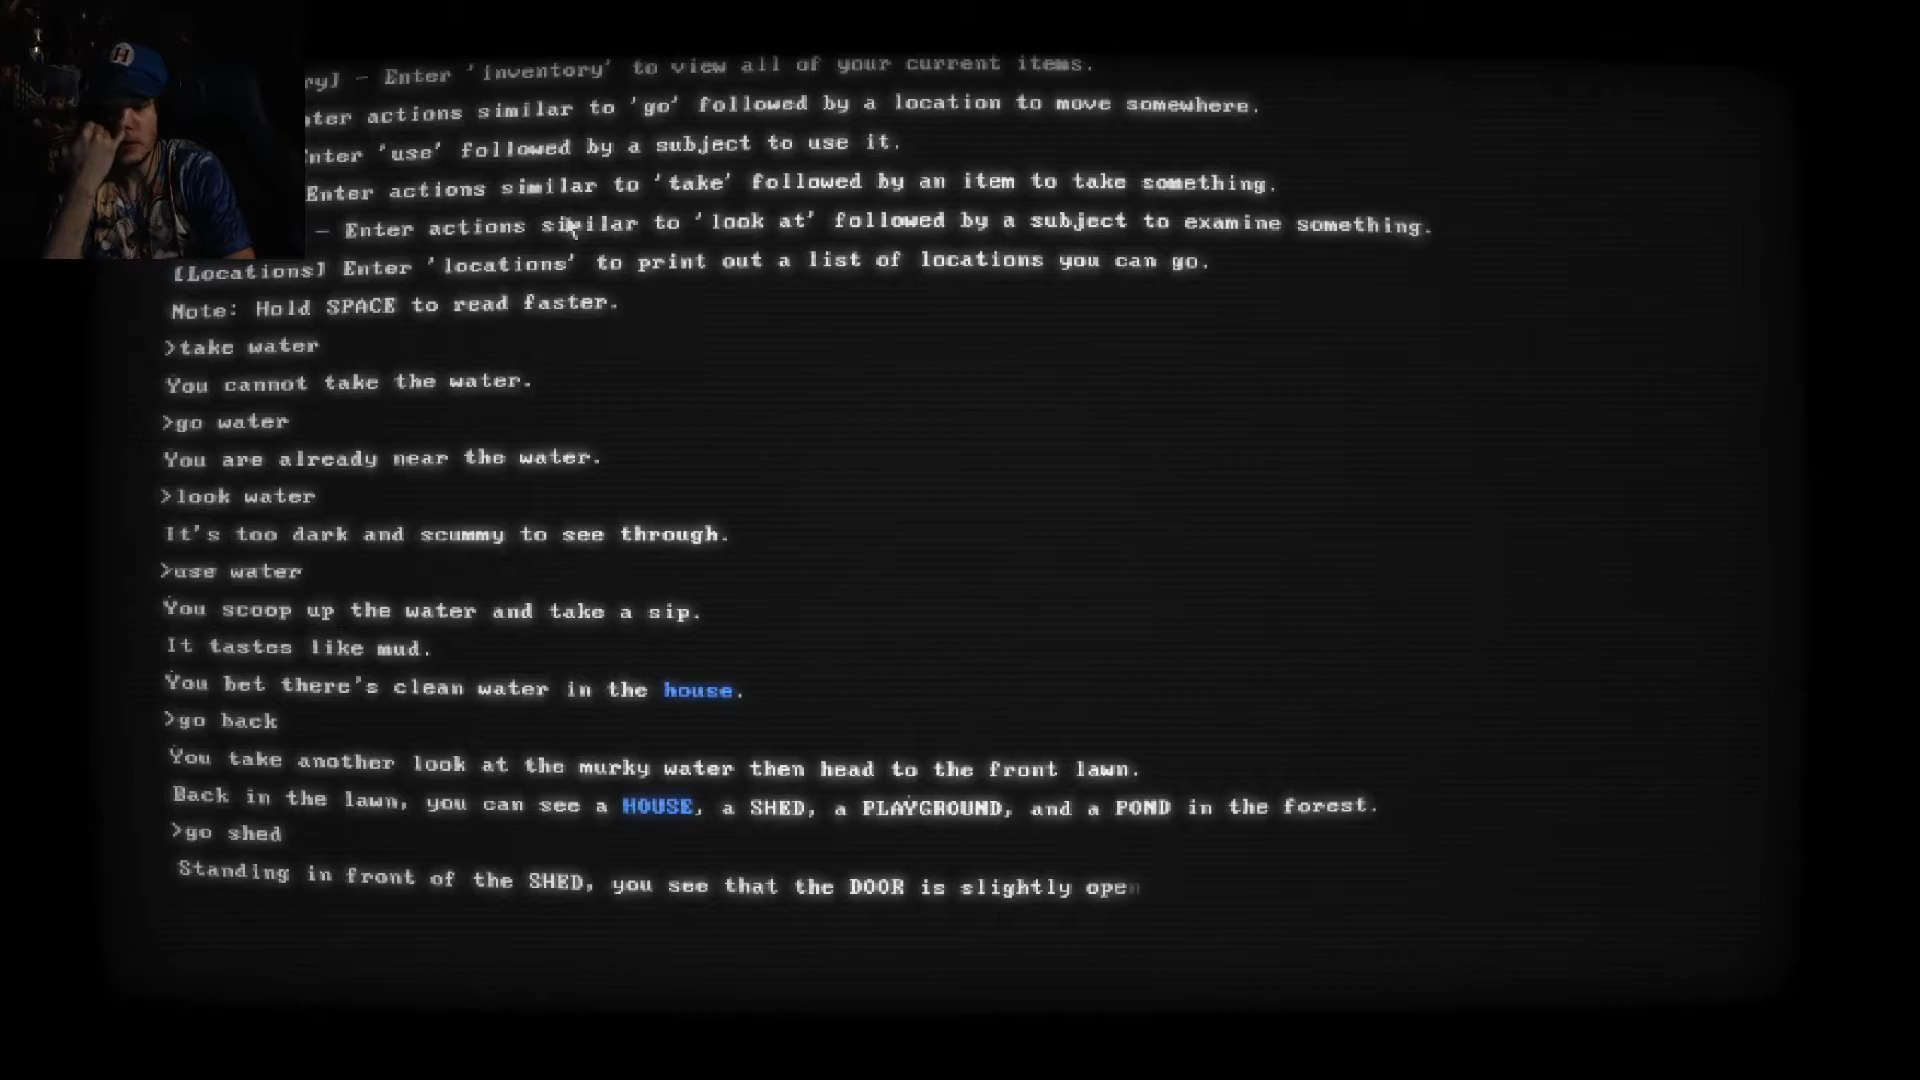 H
ry] - Enter 'Inventory' to view all of your current items.
nter actions similar to 'go' followed by a location to move somewhere.
nter 'use' followed by a subject to use it.
Enter actions similar to 'take' followed by an item to take something.
- Enter actions similar to 'look at' followed by a subject to examine something.
[Locations] Enter 'locations' to print out a list of locations you can go.
Note: Hold SPACE to read faster.
>take water
You cannot take the water.
>go water
You are already near the water.
>look water
It's too dark and scummy to see through.
>use water
You scoop up the water and take a sip.
It tastes like mud.
You bet there's clean water in the house.
>go back
You take another look at the murky water then head to the front lawn.
Back in the lawn, you can see a HOUSE, a SHED, a PLAYGROUND, and a POND in the forest.
>go shed
Standing in front of the SHED, you see that the DOOR is slightly open